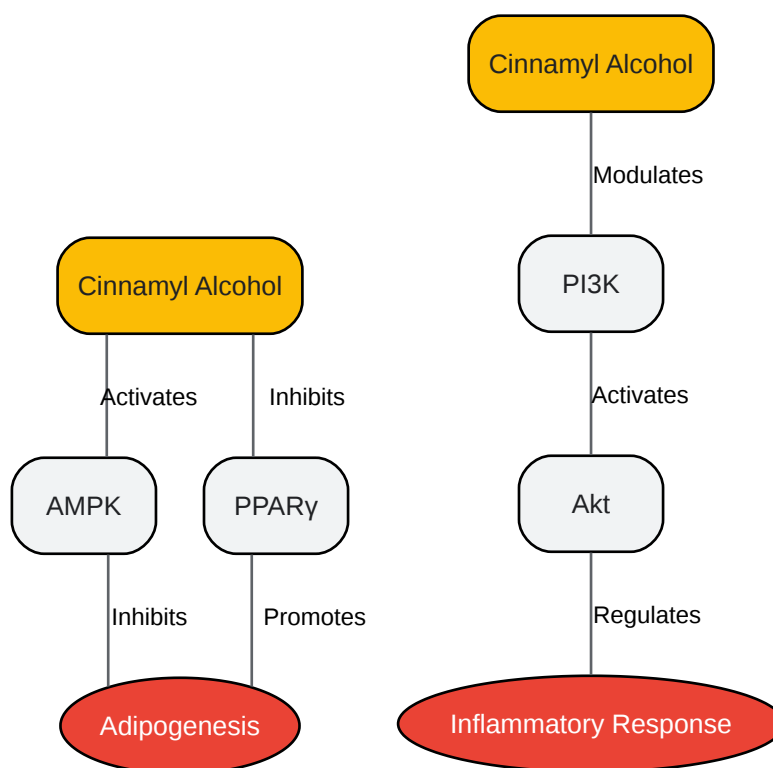 Cinnamyl Alcohol
Activates
Inhibits
AMPK
PPARγ
Inhibits
Promotes
Adipogenesis
Cinnamyl Alcohol
Modulates
PI3K
Activates
Akt
Regulates
Inflammatory Response